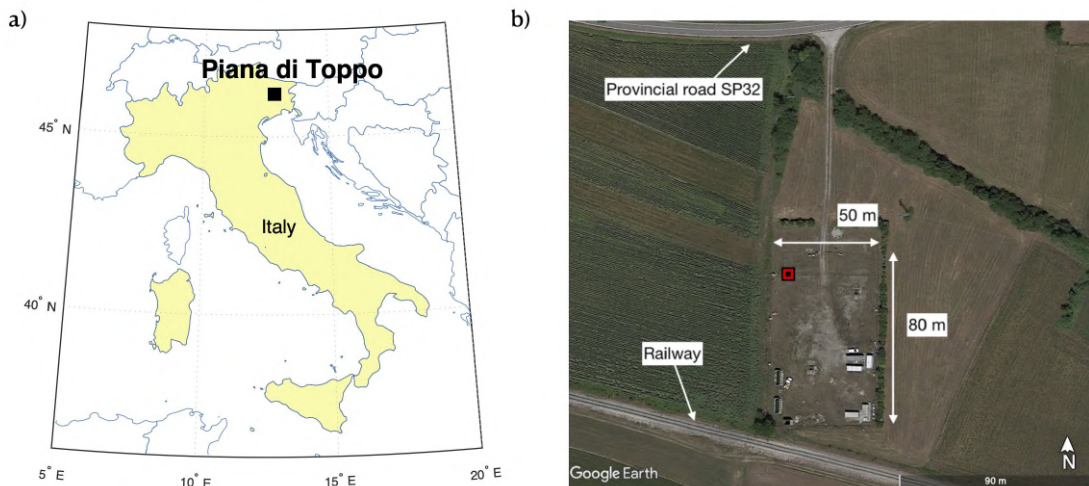 a)
Piana di Toppo
45° N
Italy
40° N
5° E
10° E
15° E
20° E
b)
Provincial road SP32
50 m
80 m
Railway
Google Earth
N
90 m